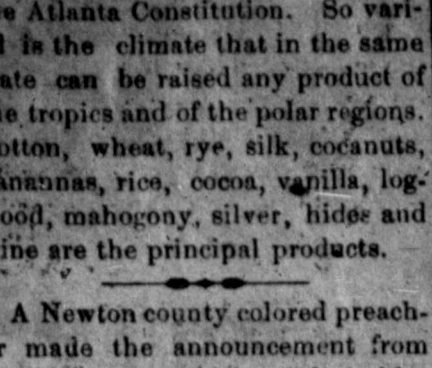 e Atlanta Constitution. So vari-
d is the climate that in the same
ate can be raised any product of
e tropics and of the polar regions.
otton, wheat, rye, silk, cocanuts,
anannas, rice, cocoa, vanilla, log-
ood, mahogony, silver, hides and
ine are the principal products.
A Newton county colored preach-
r made the announcement from